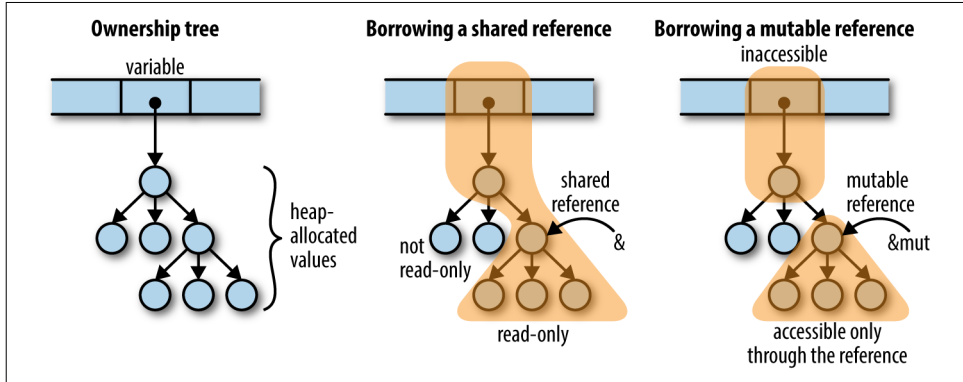 Ownership tree
variable
heap-
allocated
values
Borrowing a shared reference
shared
reference
&
not
read-only
read-only
Borrowing a mutable reference
inaccessible
mutable
reference
&mut
accessible only
through the reference